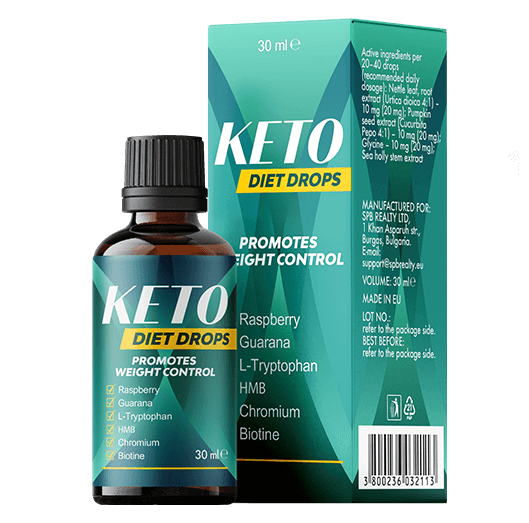 30 ml ℮
KETO
DIET DROPS
PROMOTES
WEIGHT CONTROL
Raspberry
Guarana
L-Tryptophan
HMB
Chromium
Biotine
Active ingredients per
20-40 drops
(recommended daily
dosage): Nettle leaf, root
extract (Urtica dioica 4:1) -
10 mg (20 mg); Pumpkin
seed extract (Cucurbita
Pepo 4:1) - 10 mg (20 mg);
Glycine - 10 mg (20 mg);
Sea holly stem extract
MANUFACTURED FOR:
SPB REALTY LTD,
1 Khan Asparuh str.,
Burgas, Bulgaria.
E-mail:
support@spbrealty.eu
VOLUME: 30 ml ℮
MADE IN EU
LOT NO.:
refer to the package side.
BEST BEFORE:
refer to the package side.
3 800236 032113
KETO
DIET DROPS
PROMOTES
WEIGHT CONTROL
Raspberry
Guarana
L-Tryptophan
HMB
Chromium
Biotine
30 ml ℮